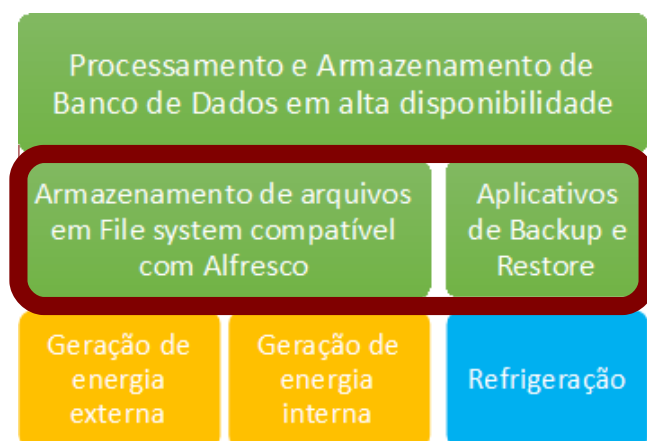 Processamento e Armazenamento de
Banco de Dados em alta disponibilidade
Armazenamento de arquivos
em File system compatível
com Alfresco
Aplicativos
de Backup e
Restore
Geração de
energia
externa
Geração de
energia
interna
Refrigeração